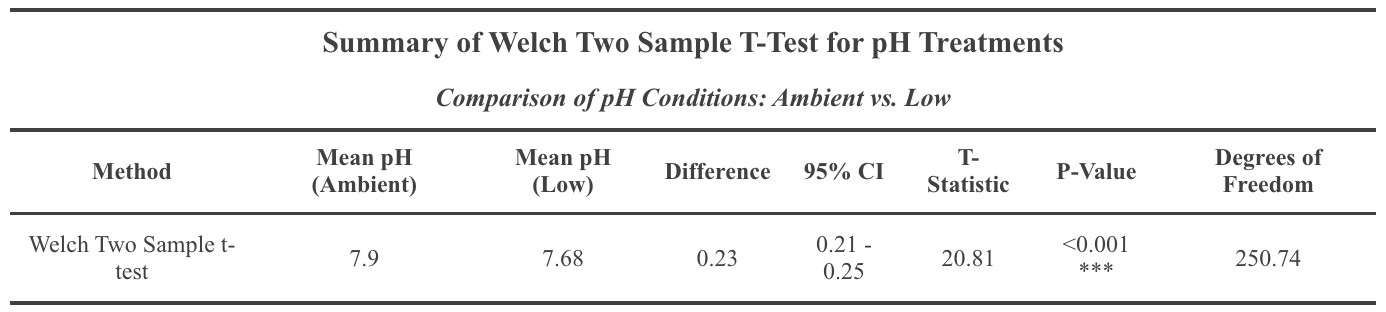 Summary of Welch Two Sample T-Test for pH Treatments
Comparison of pH Conditions: Ambient vs. Low
Method
Mean pH
(Ambient)
Mean pH
(Low)
Difference
95% CI
T-
Statistic
P-Value
Degrees of
Freedom
Welch Two Sample t-
test
7.9
7.68
0.23
0.21 -
0.25
20.81
<0.001
***
250.74